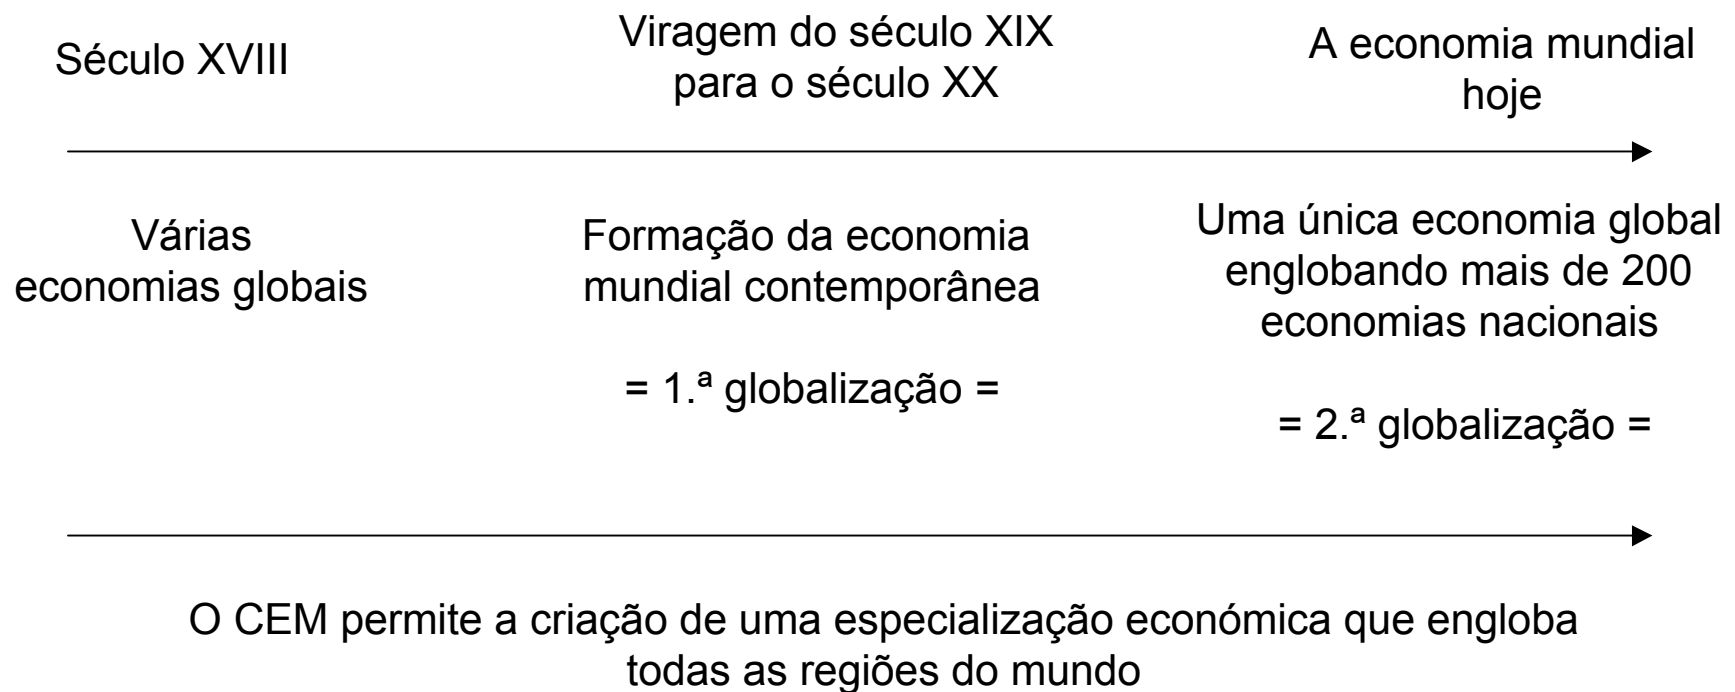 Século XVIII
Viragem do século XIX
para o século XX
A economia mundial
hoje
Várias
economias globais
Formação da economia
mundial contemporânea
= 1.ª globalização =
Uma única economia global
englobando mais de 200
economias nacionais
= 2.ª globalização =
O CEM permite a criação de uma especialização económica que engloba
todas as regiões do mundo